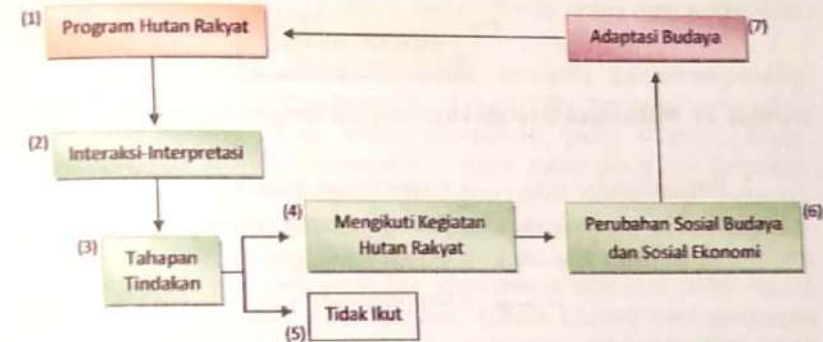 (1) Program Hutan Rakyat
Adaptasi Budaya (7)
(2) Interaksi-Interpretasi
(3) Tahapan
Tindakan
(4) Mengikuti Kegiatan
Hutan Rakyat
(5) Tidak Ikut
Perubahan Sosial Budaya (6)
dan Sosial Ekonomi